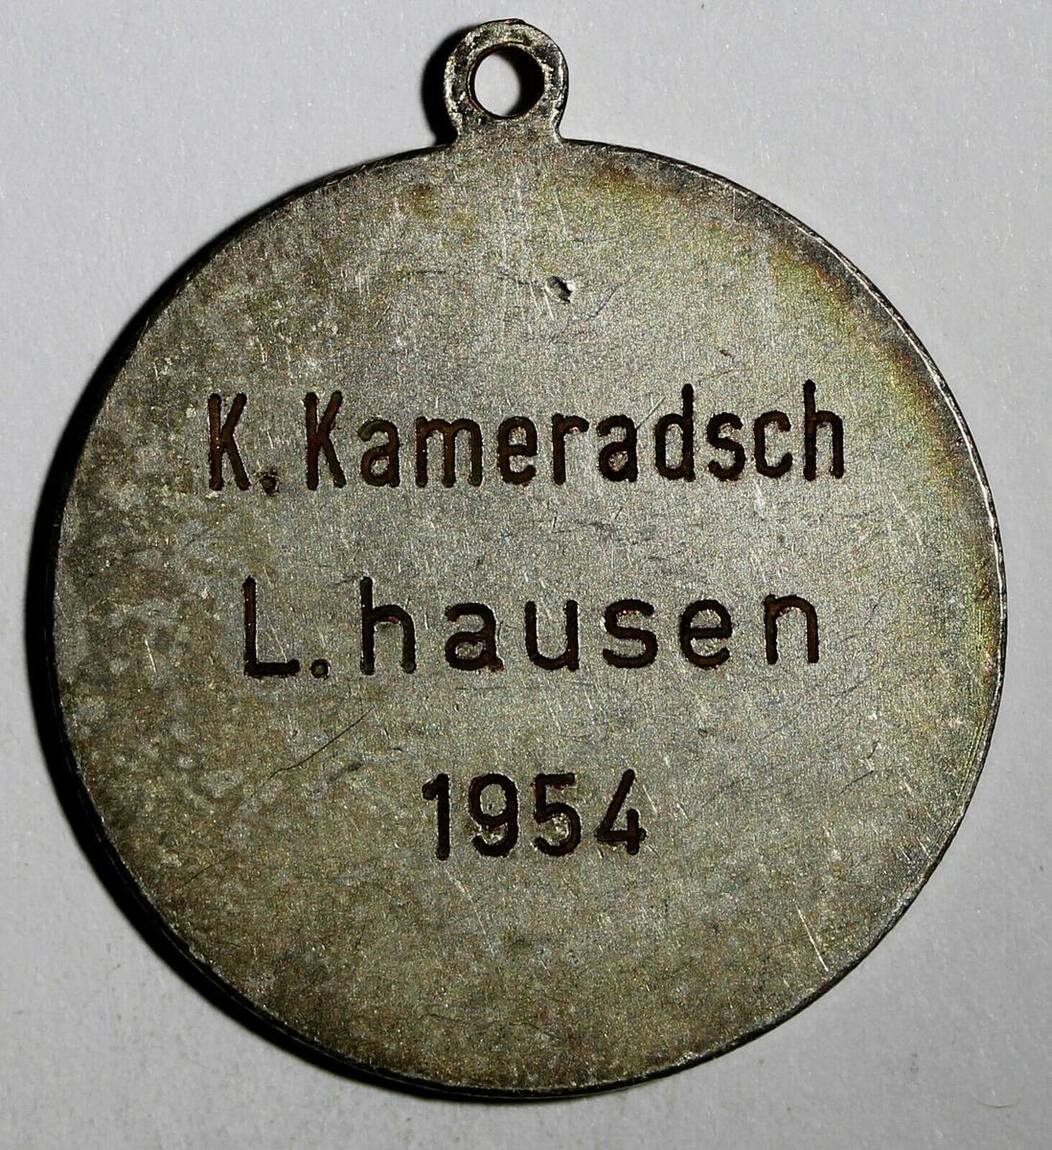 K. Kameradsch
L. hausen
1954